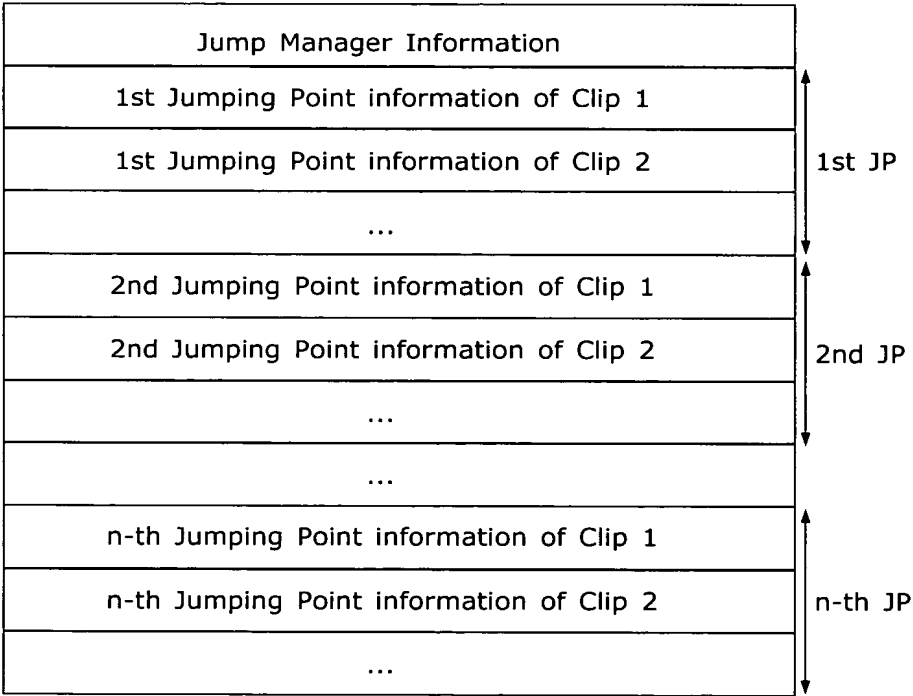 Jump Manager Information
1st Jumping Point information of Clip 1
1st Jumping Point information of Clip 2
1st JP
...
2nd Jumping Point information of Clip 1
2nd Jumping Point information of Clip 2
2nd JP
...
...
n-th Jumping Point information of Clip 1
n-th Jumping Point information of Clip 2
n-th JP
...